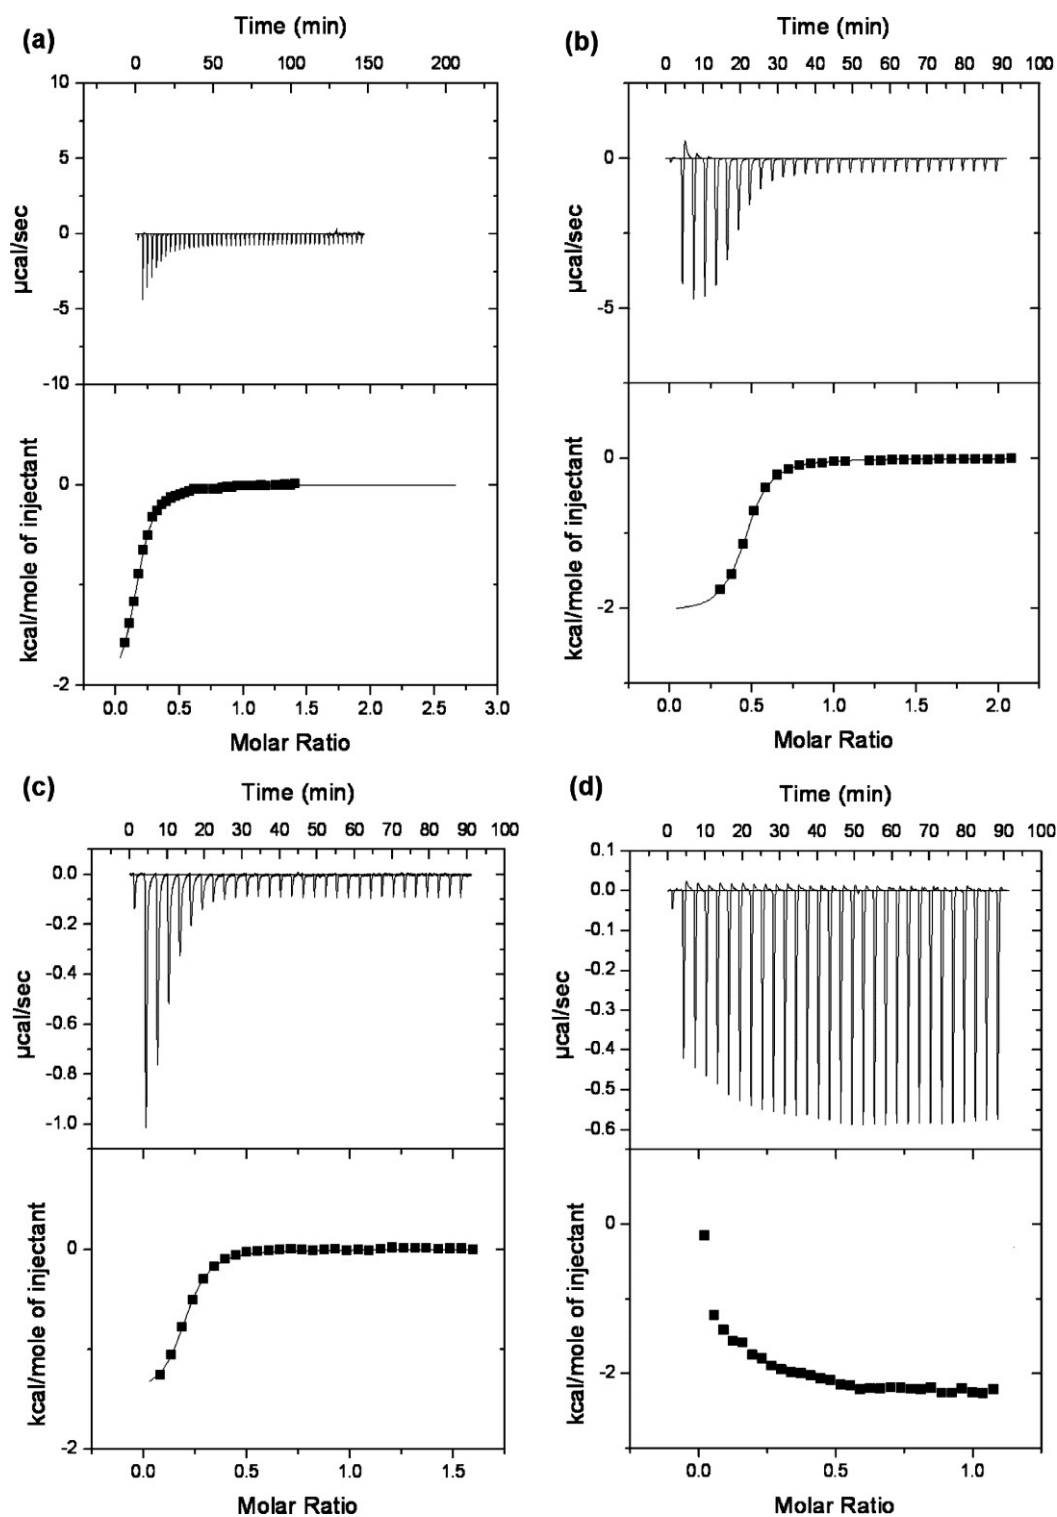 (a)
Time (min)
0 50 100 150 200
10
5
0
-5
-10
µcal/sec
0
-2
kcal/mole of injectant
0.0 0.5 1.0 1.5 2.0 2.5 3.0
Molar Ratio
(b)
Time (min)
0 10 20 30 40 50 60 70 80 90 100
0
-5
µcal/sec
0
-2
kcal/mole of injectant
0.0 0.5 1.0 1.5 2.0
Molar Ratio
(c)
Time (min)
0 10 20 30 40 50 60 70 80 90 100
0.0
-0.2
-0.4
-0.6
-0.8
-1.0
µcal/sec
0
-2
kcal/mole of injectant
0.0 0.5 1.0 1.5
Molar Ratio
(d)
Time (min)
0 10 20 30 40 50 60 70 80 90 100
0.1
0.0
-0.1
-0.2
-0.3
-0.4
-0.5
-0.6
µcal/sec
0
-2
kcal/mole of injectant
0.0 0.5 1.0
Molar Ratio